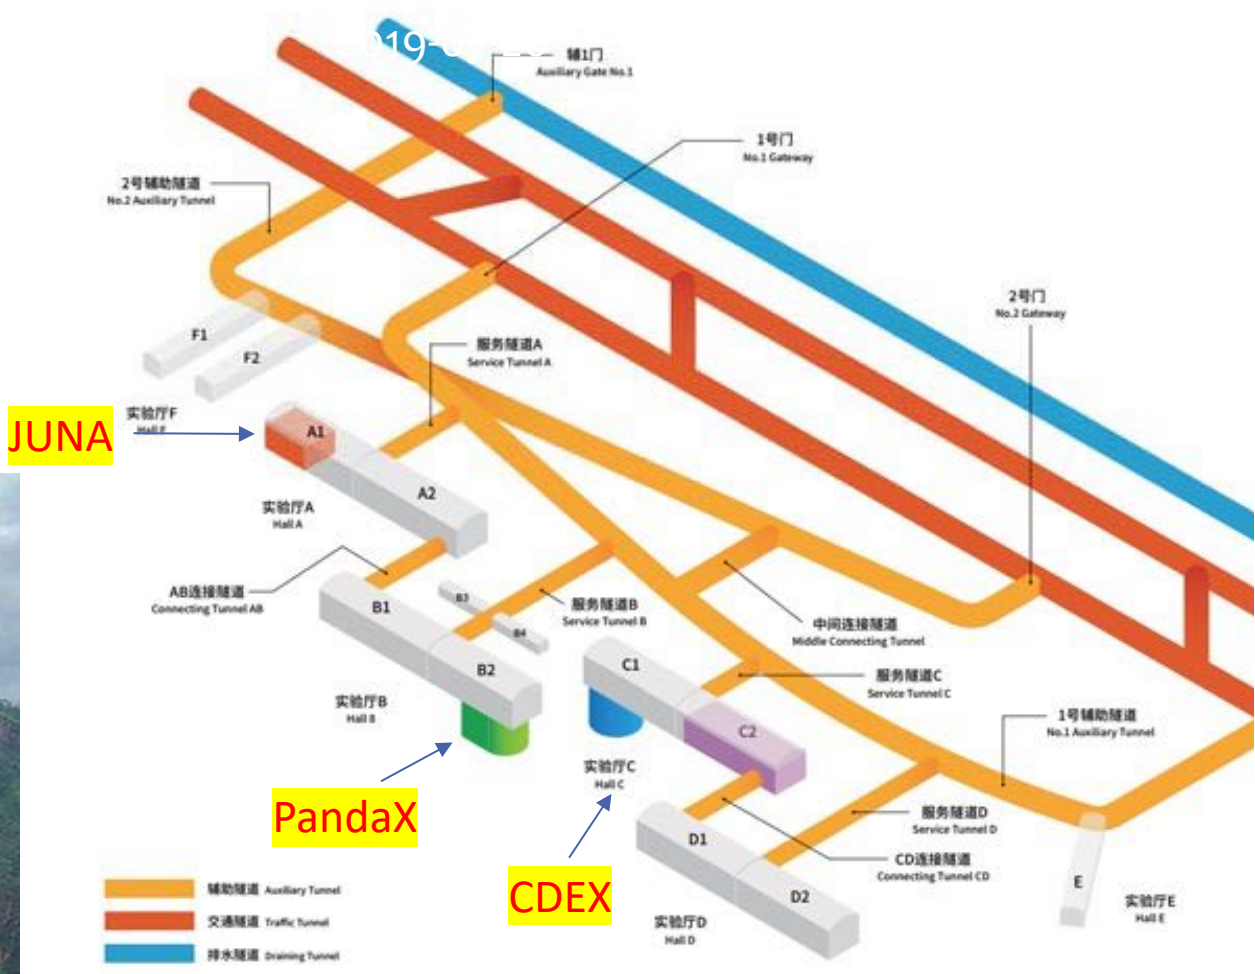 辅1门
Auxiliary Gate No.1
1号门
No.1 Gateway
2号辅助隧道
No.2 Auxiliary Tunnel
2号门
No.2 Gateway
F1
F2
服务隧道A
Service Tunnel A
实验厅F
Hall F
JUNA
A1
A2
实验厅A
Hall A
AB连接隧道
Connecting Tunnel AB
B1
B2
B3
B4
服务隧道B
Service Tunnel B
中间连接隧道
Middle Connecting Tunnel
实验厅B
Hall B
C1
C2
服务隧道C
Service Tunnel C
1号辅助隧道
No.1 Auxiliary Tunnel
实验厅C
Hall C
PandaX
CDEX
D1
D2
服务隧道D
Service Tunnel D
CD连接隧道
Connecting Tunnel CD
实验厅D
Hall D
E
实验厅E
Hall E
辅助隧道 Auxiliary Tunnel
交通隧道 Traffic Tunnel
排水隧道 Draining Tunnel